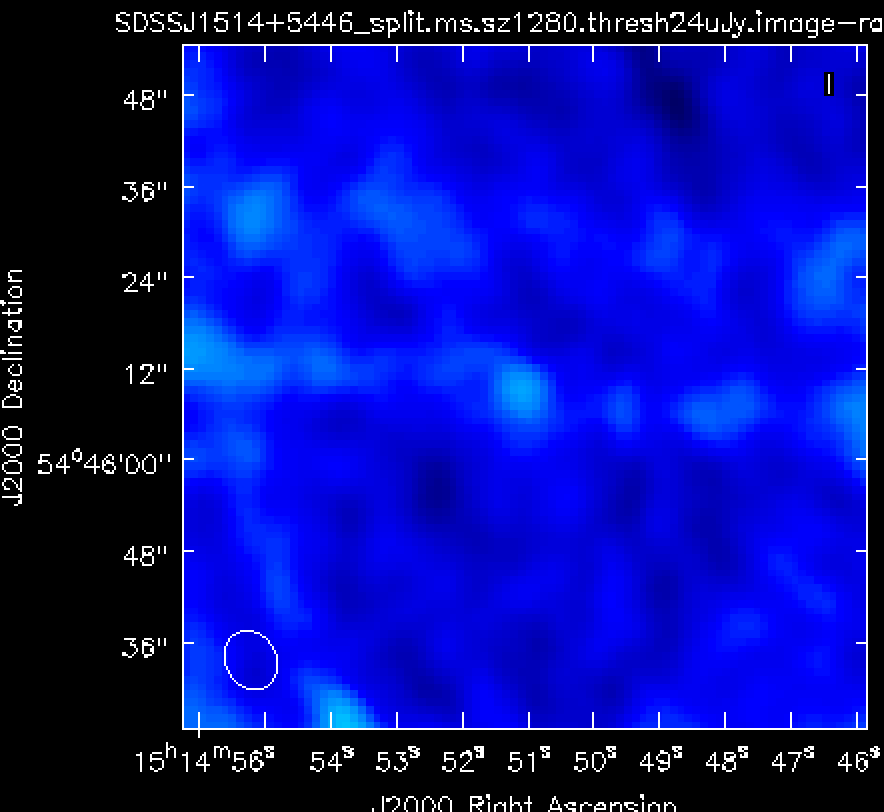 SDSSJ1514+5446_split.ms.sz1280.thresh24uJy.image-ra
I
48"
36"
24"
12"
54°46'00"
48"
36"
J2000 Declination
15ʰ14ᵐ56ˢ 54ˢ 53ˢ 52ˢ 51ˢ 50ˢ 49ˢ 48ˢ 47ˢ 46ˢ
J2000 Right Ascension